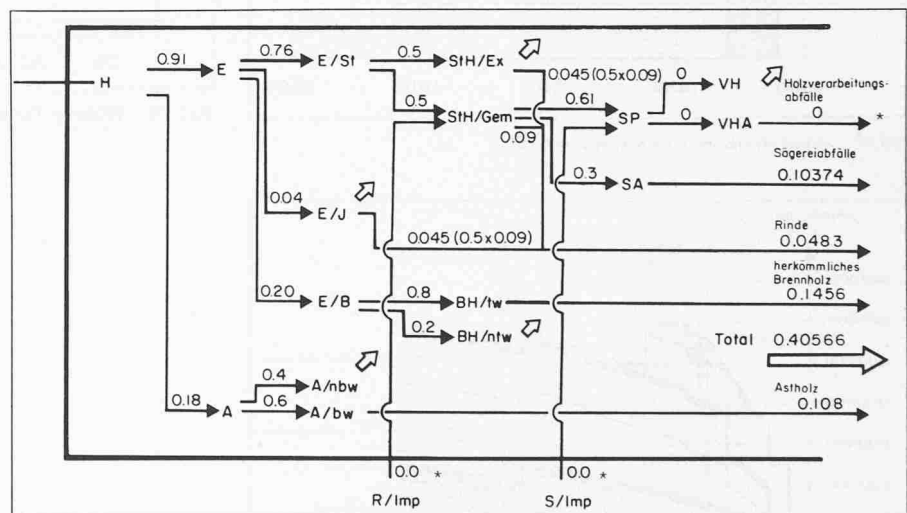 0.76
E/St
0.5
StH/Ex
0.91
H
E
0.045 (0.5x0.09)
0
VH
Holzverarbeitungs-
abfälle
0.5
StH/Gem
0.61
SP
0
VHA
0
*
0.09
Sägereiabfälle
0.3
SA
0.10374
0.04
E/J
0.045 (0.5x0.09)
Rinde
0.0483
herkömmliches
Brennholz
0.20
E/B
0.8
BH/tw
0.1456
0.2
BH/ntw
Total
0.40566
0.4
A/nbw
Astholz
0.18
A
0.6
A/bw
0.108
0.0
*
0.0
*
R/Imp
S/Imp